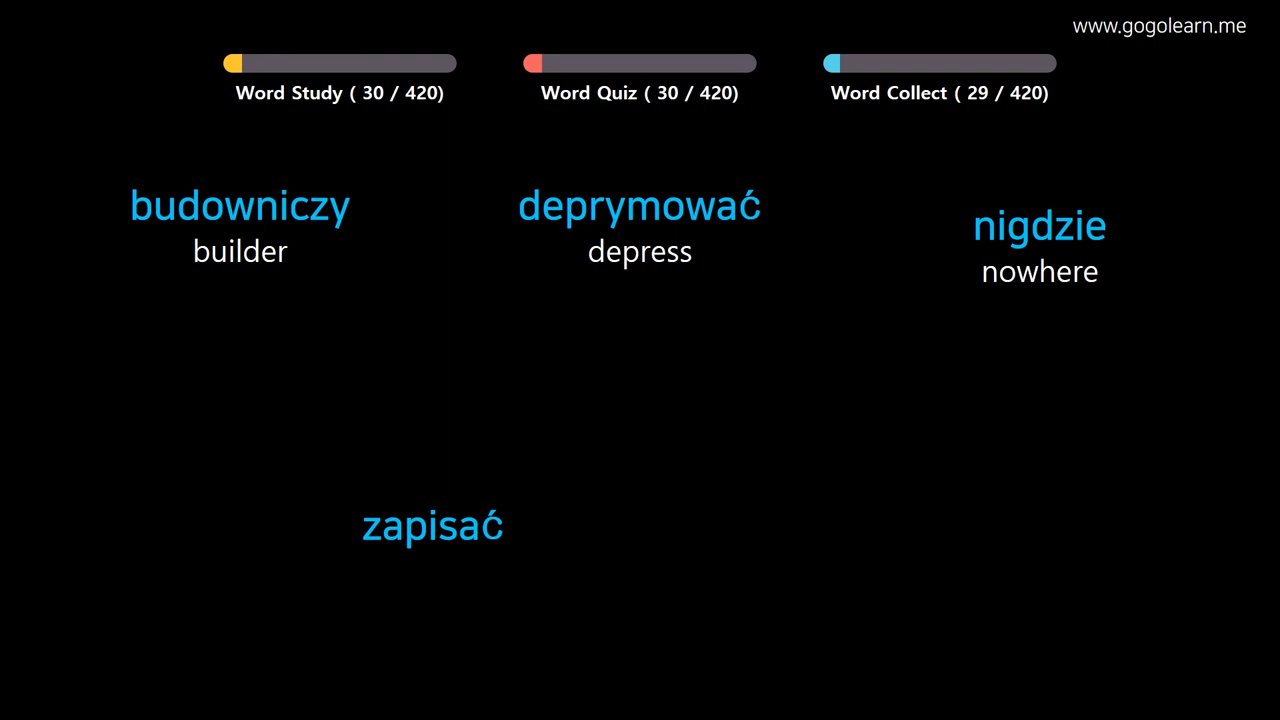 www.gogolearn.me
Word Study ( 30 / 420)
Word Quiz ( 30 / 420)
Word Collect ( 29 / 420)
budowniczy
builder
deprymować
depress
nigdzie
nowhere
zapisać